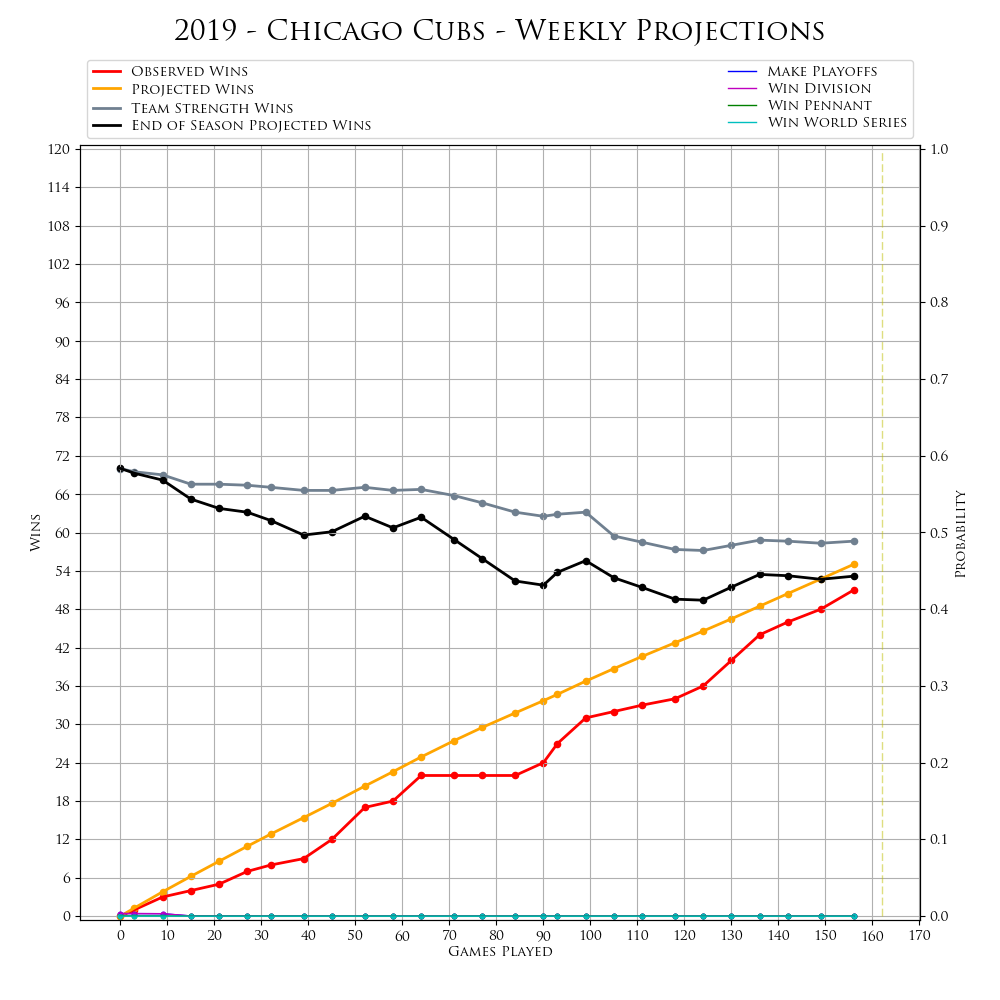 2019 - Chicago Cubs - Weekly Projections
Observed Wins
Projected Wins
Team Strength Wins
End of Season Projected Wins
Make Playoffs
Win Division
Win Pennant
Win World Series
120
114
108
102
96
90
84
78
72
66
60
54
48
42
36
30
24
18
12
6
0
Wins
1.0
0.9
0.8
0.7
0.6
0.5
0.4
0.3
0.2
0.1
0.0
Probability
0 10 20 30 40 50 60 70 80 90 100 110 120 130 140 150 160 170
Games Played